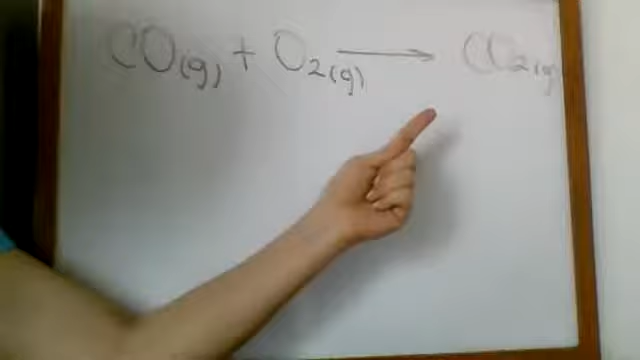 CO(g) + O2(g) → CO2(g)